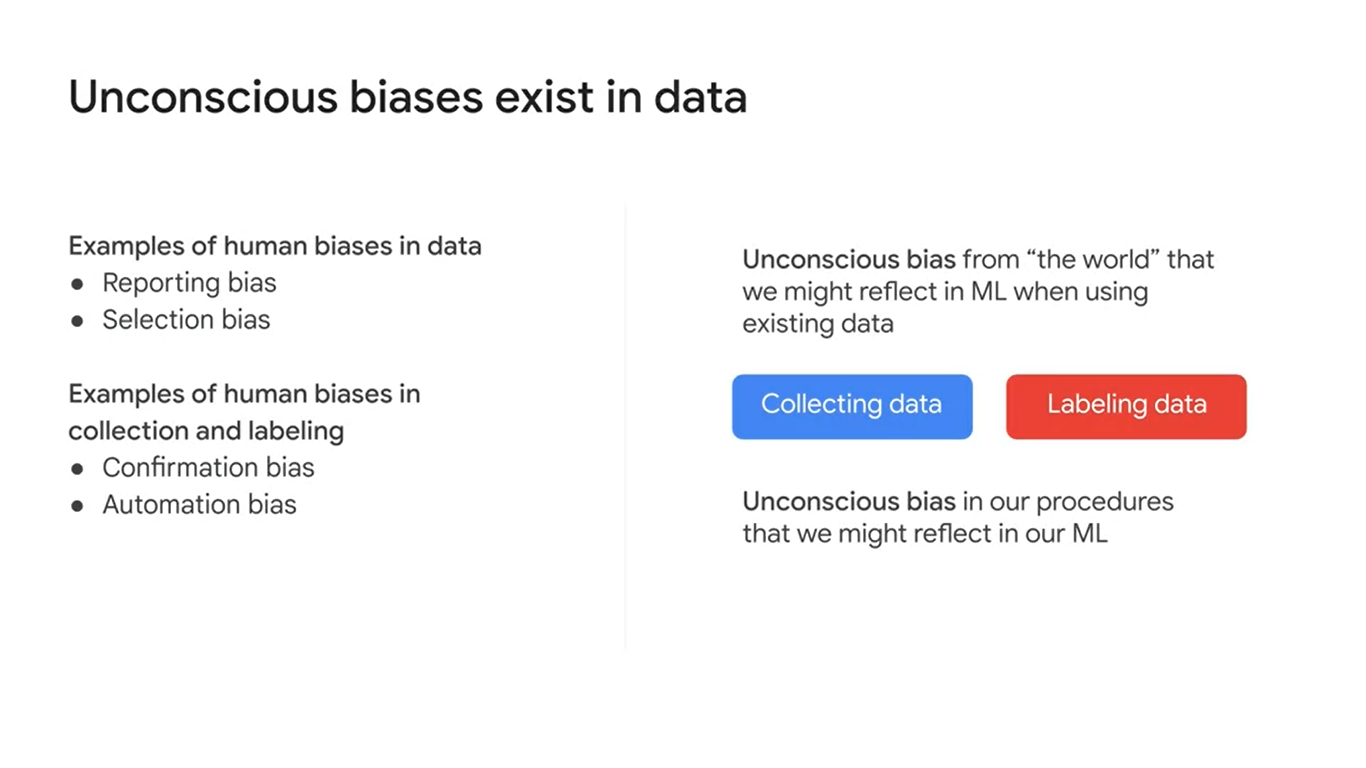 Unconscious biases exist in data
Examples of human biases in data
● Reporting bias
● Selection bias
Examples of human biases in
collection and labeling
● Confirmation bias
● Automation bias
Unconscious bias from “the world” that
we might reflect in ML when using
existing data
Collecting data
Labeling data
Unconscious bias in our procedures
that we might reflect in our ML